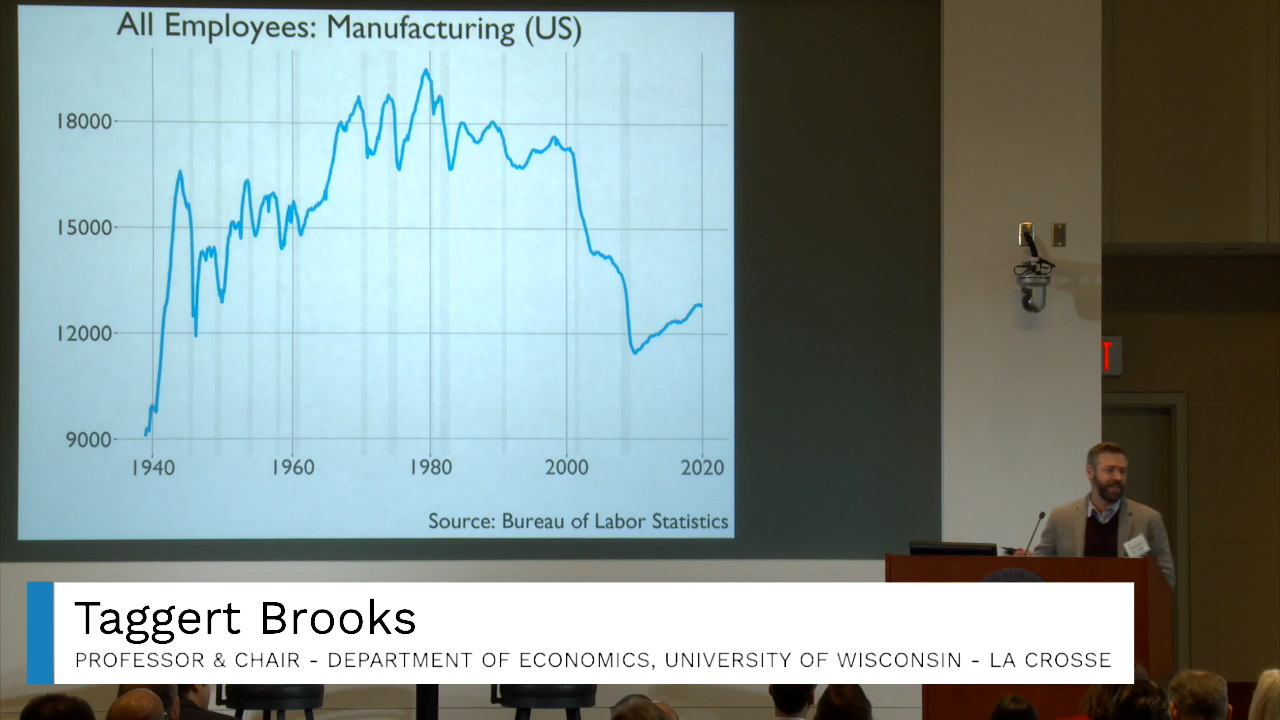 All Employees: Manufacturing (US)
18000
15000
12000
9000
1940 1960 1980 2000 2020
Source: Bureau of Labor Statistics
Taggert Brooks
PROFESSOR & CHAIR - DEPARTMENT OF ECONOMICS, UNIVERSITY OF WISCONSIN - LA CROSSE